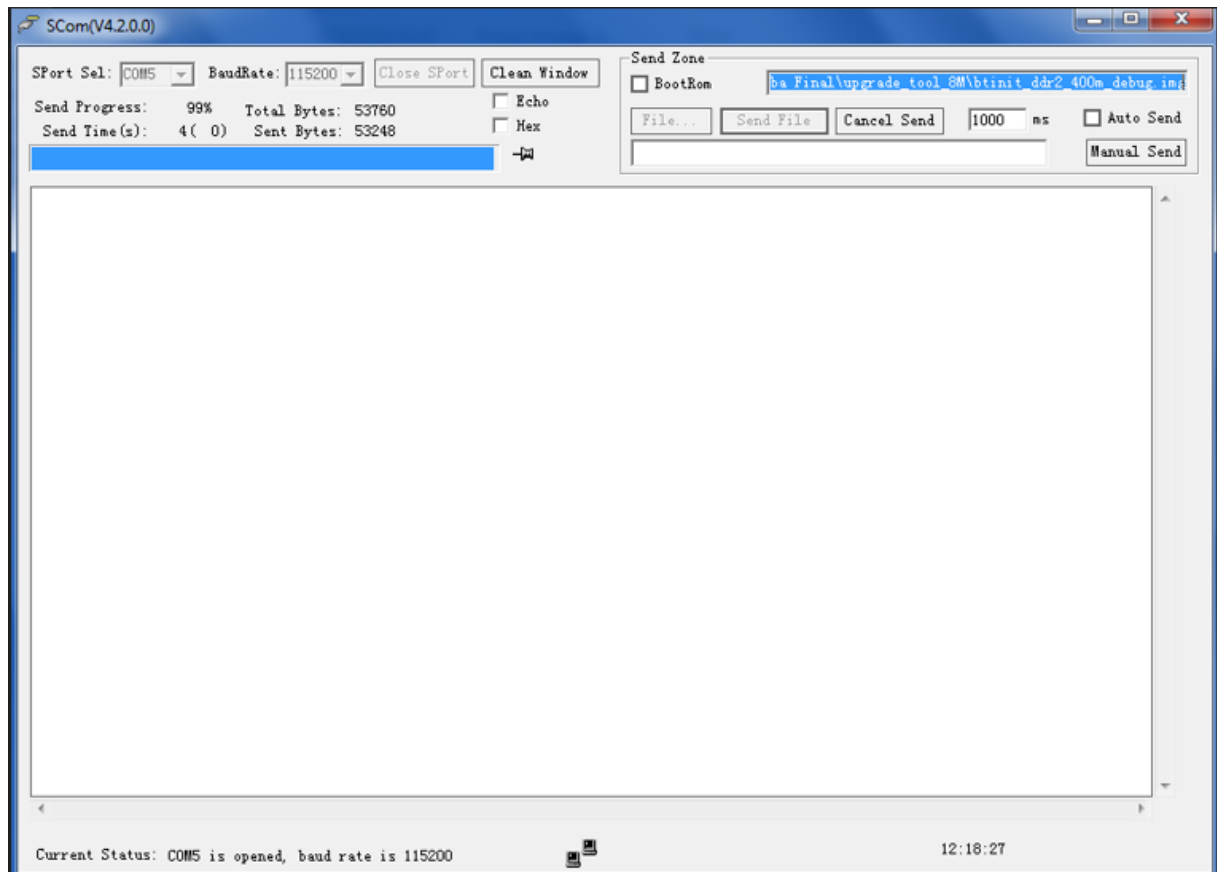 SCom(V4.2.0.0)
SPort Sel: COM5 BaudRate: 115200 Close SPort Clean Window
Send Progress: 99% Total Bytes: 53760 Echo
Send Time(s): 4( 0) Sent Bytes: 53248 Hex
Send Zone
BootRom ba Final\upgrade_tool_8M\btinit_ddr2_400m_debug.img
File... Send File Cancel Send 1000 ms Auto Send
Manual Send
Current Status: COM5 is opened, baud rate is 115200 12:18:27